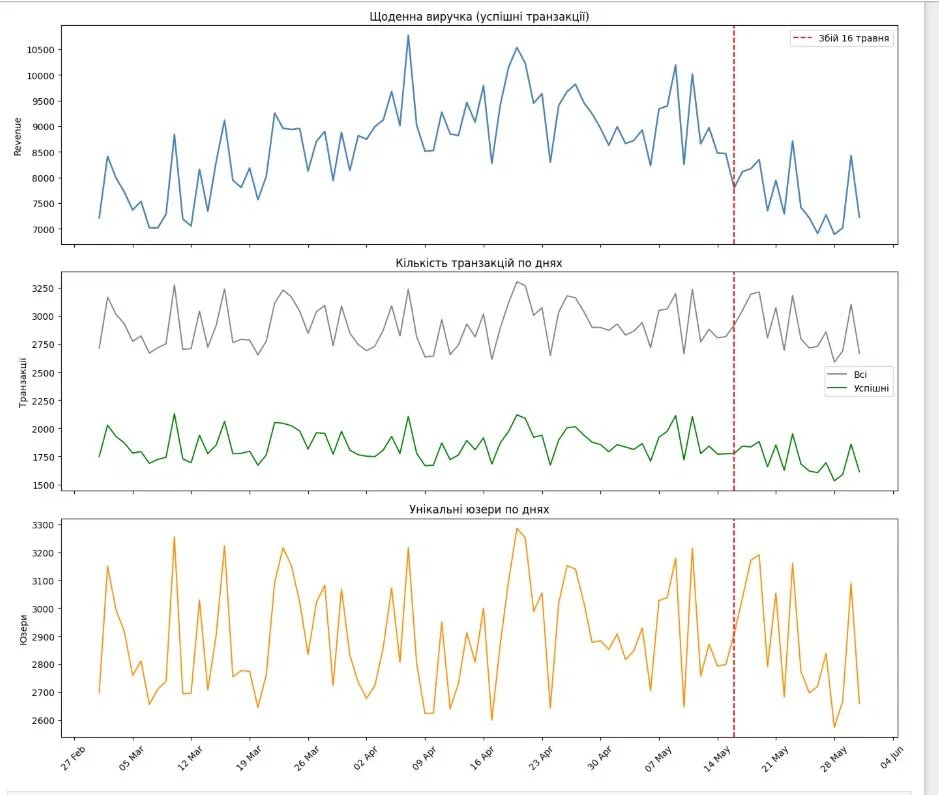 Щоденна виручка (успішні транзакції)
Revenue
10500
10000
9500
9000
8500
8000
7500
7000
Збій 16 травня
Кількість транзакцій по днях
Транзакції
3250
3000
2750
2500
2250
2000
1750
1500
Всі
Успішні
Унікальні юзери по днях
Юзери
3300
3200
3100
3000
2900
2800
2700
2600
27 Feb
05 Mar
12 Mar
19 Mar
26 Mar
02 Apr
09 Apr
16 Apr
23 Apr
30 Apr
07 May
14 May
21 May
28 May
04 Jun